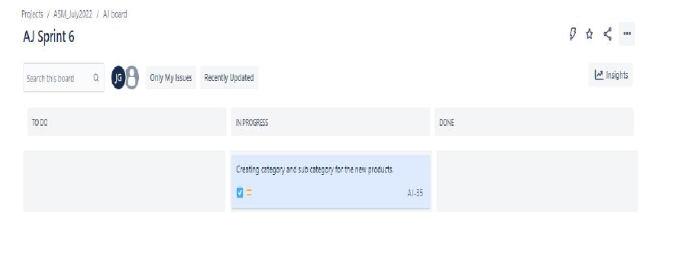 Projects / ASM_July2022 / AJ board
AJ Sprint 6
Search this board
JG
Only My Issues
Recently Updated
Insights
TO DO
IN PROGRESS
DONE
Creating category and sub category for the new products.
AJ-35